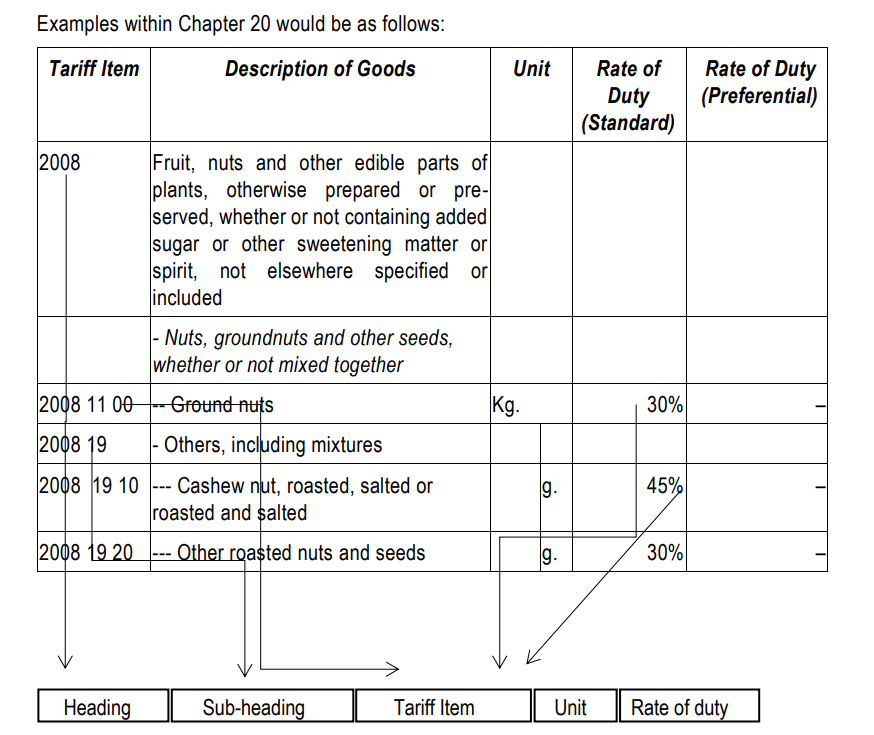 Examples within Chapter 20 would be as follows:
Tariff Item Description of Goods Unit Rate of Duty (Standard) Rate of Duty (Preferential)
2008 Fruit, nuts and other edible parts of
plants, otherwise prepared or pre-
served, whether or not containing added
sugar or other sweetening matter or
spirit, not elsewhere specified or
included
- Nuts, groundnuts and other seeds,
whether or not mixed together
2008 11 00 -- Ground nuts Kg. 30% –
2008 19 - Others, including mixtures
2008 19 10 --- Cashew nut, roasted, salted or g. 45% –
roasted and salted
2008 19 20 --- Other roasted nuts and seeds g. 30% –
Heading Sub-heading Tariff Item Unit Rate of duty